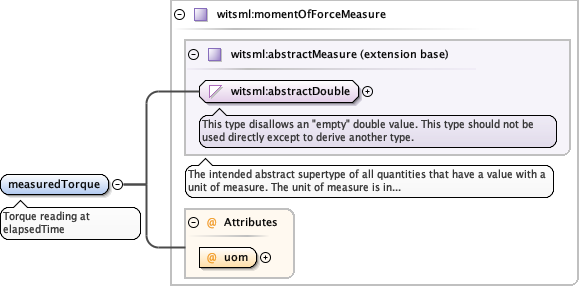 witsml:momentOfForceMeasure
witsml:abstractMeasure (extension base)
witsml:abstractDouble
This type disallows an "empty" double value. This type should not be
used directly except to derive another type.
The intended abstract supertype of all quantities that have a value with a
unit of measure. The unit of measure is in...
measuredTorque
Torque reading at
elapsedTime
@ Attributes
@ uom